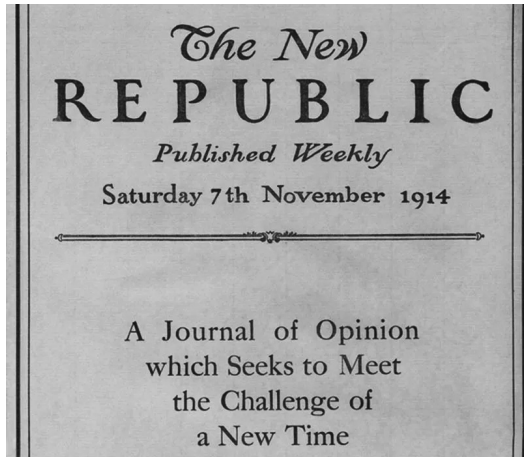 The New
REPUBLIC
Published Weekly
Saturday 7th November 1914
A Journal of Opinion
which Seeks to Meet
the Challenge of
a New Time